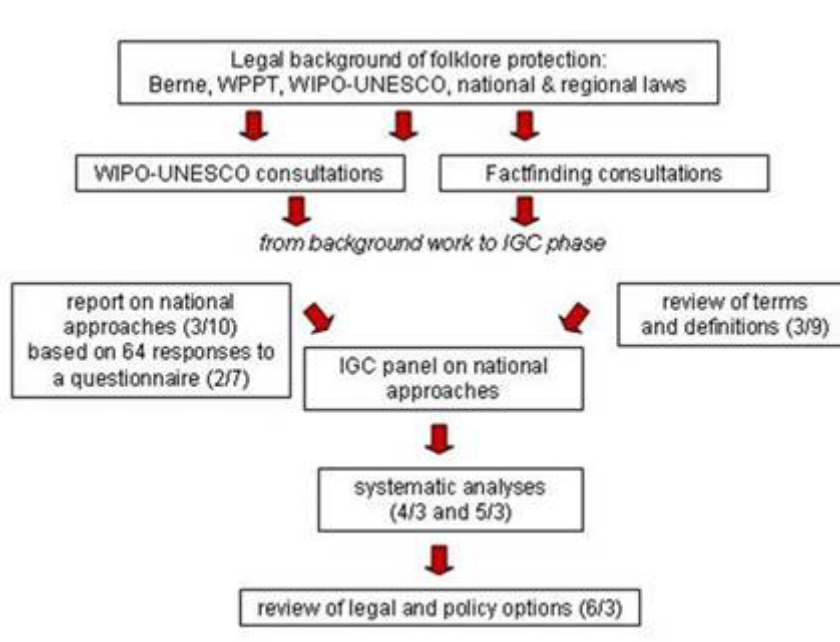 Legal background of folklore protection:
Berne, WPPT, WIPO-UNESCO, national & regional laws
WIPO-UNESCO consultations
Factfinding consultations
from background work to IGC phase
report on national
approaches (3/10)
based on 64 responses to
a questionnaire (2/7)
review of terms
and definitions (3/9)
IGC panel on national
approaches
systematic analyses
(4/3 and 5/3)
review of legal and policy options (6/3)